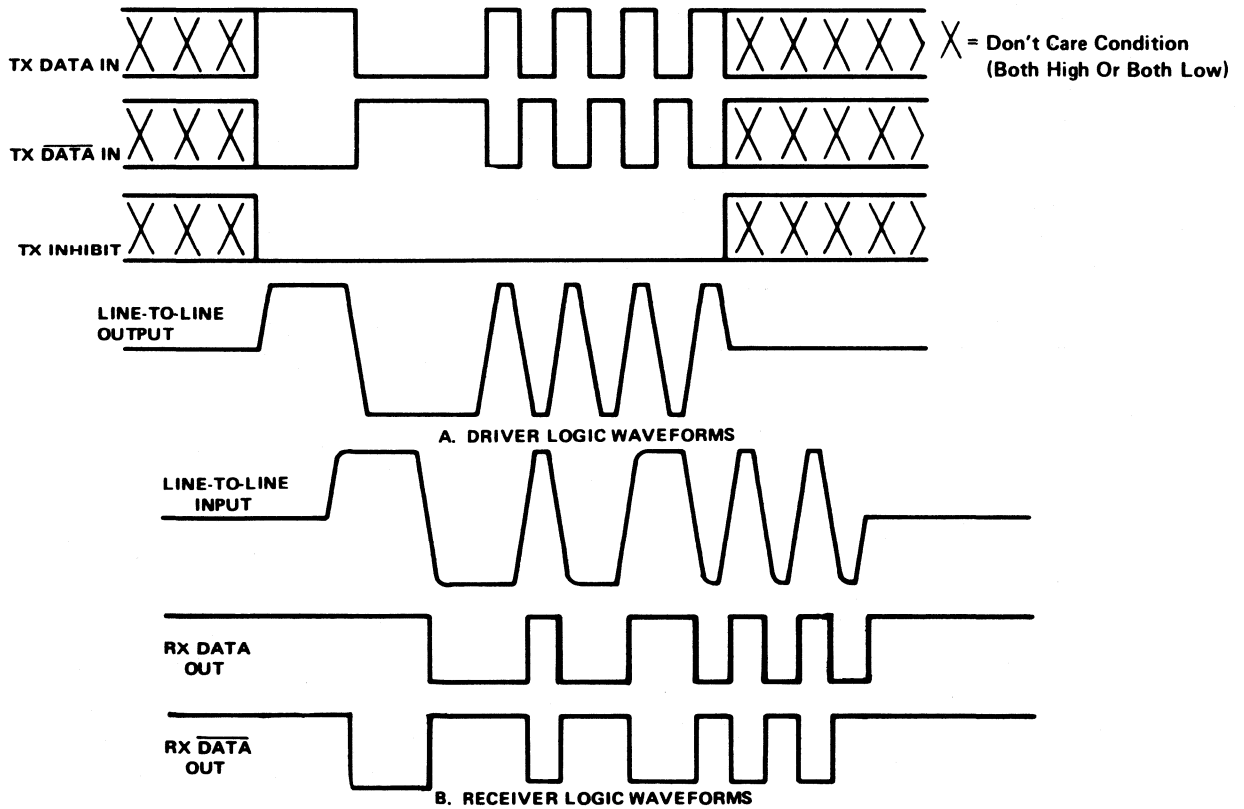 TX DATA IN
X = Don't Care Condition
(Both High Or Both Low)
TX DATA IN
TX INHIBIT
LINE-TO-LINE
OUTPUT
A. DRIVER LOGIC WAVEFORMS
LINE-TO-LINE
INPUT
RX DATA
OUT
RX DATA
OUT
B. RECEIVER LOGIC WAVEFORMS